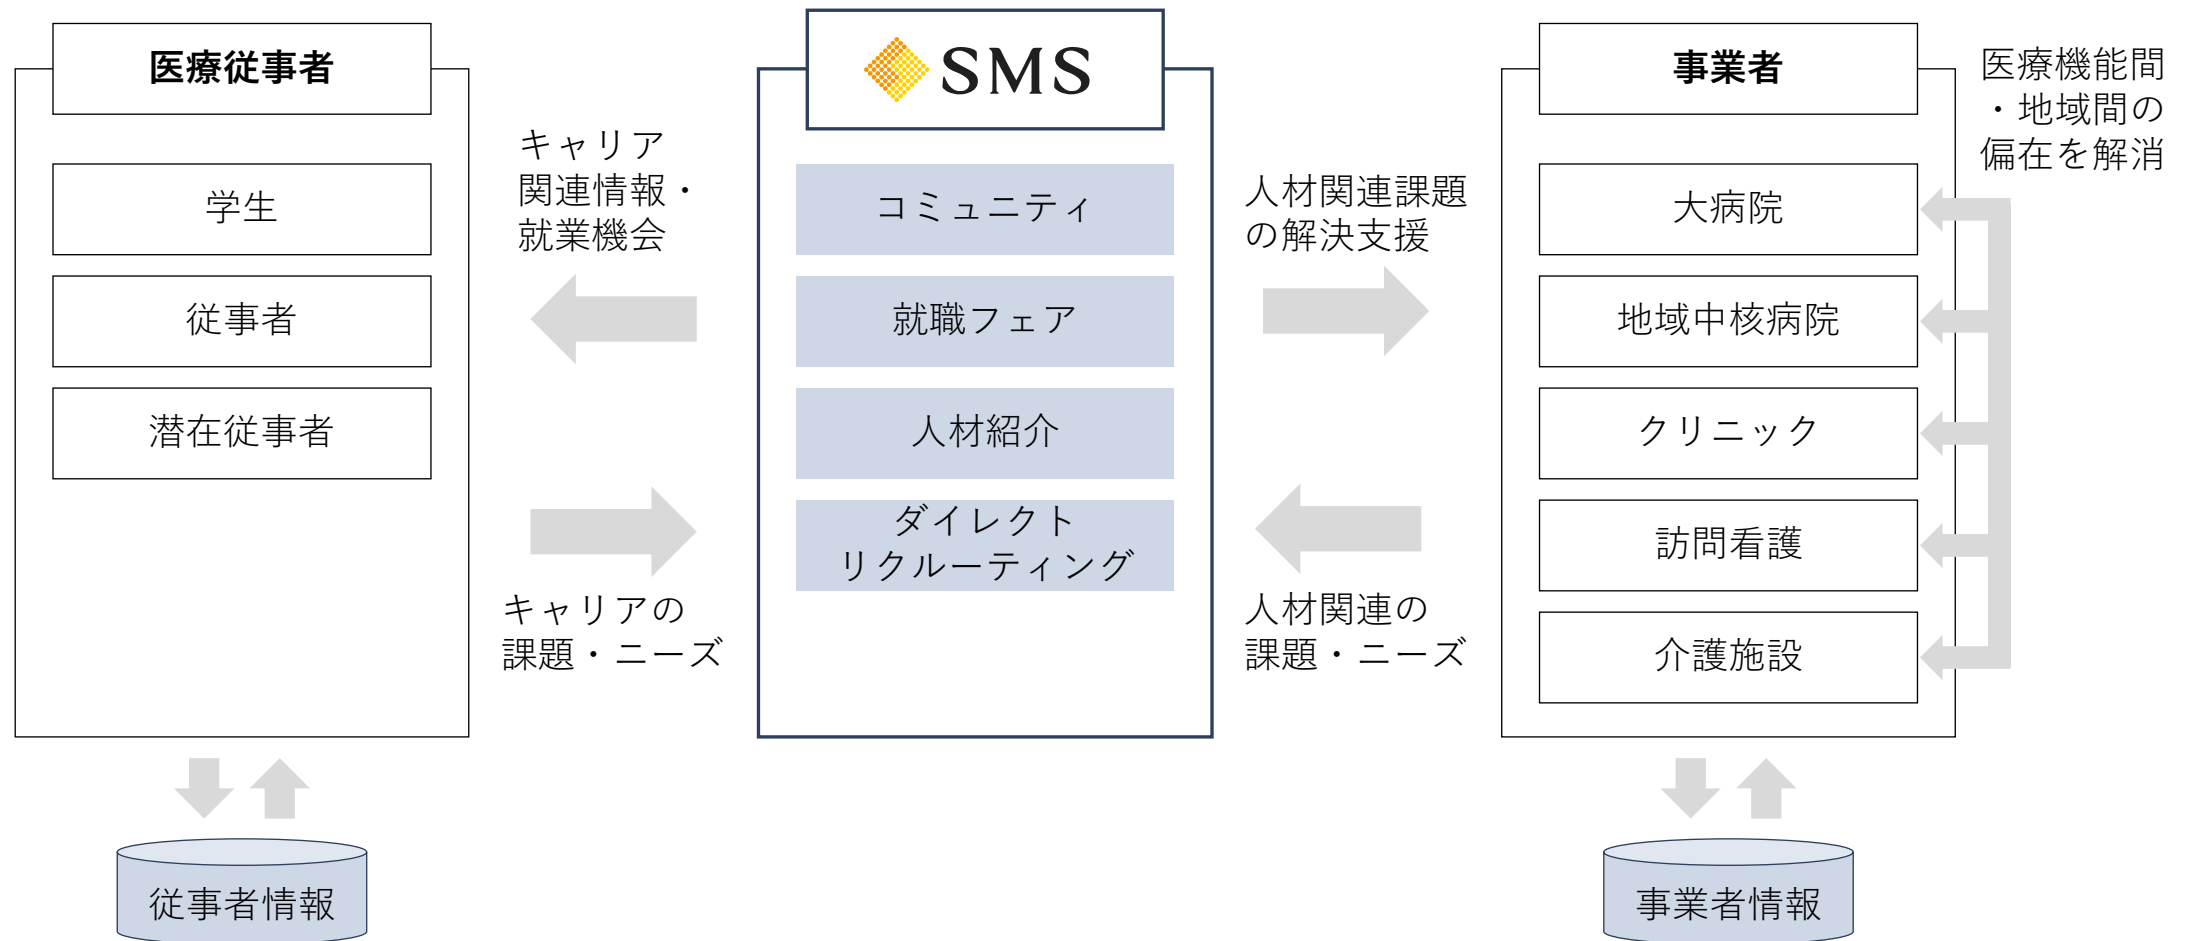 医療従事者
学生
従事者
潜在従事者
従事者情報
キャリア
関連情報・
就業機会
キャリアの
課題・ニーズ
SMS
コミュニティ
就職フェア
人材紹介
ダイレクト
リクルーティング
人材関連課題
の解決支援
人材関連の
課題・ニーズ
事業者
大病院
地域中核病院
クリニック
訪問看護
介護施設
事業者情報
医療機能間
・地域間の
偏在を解消